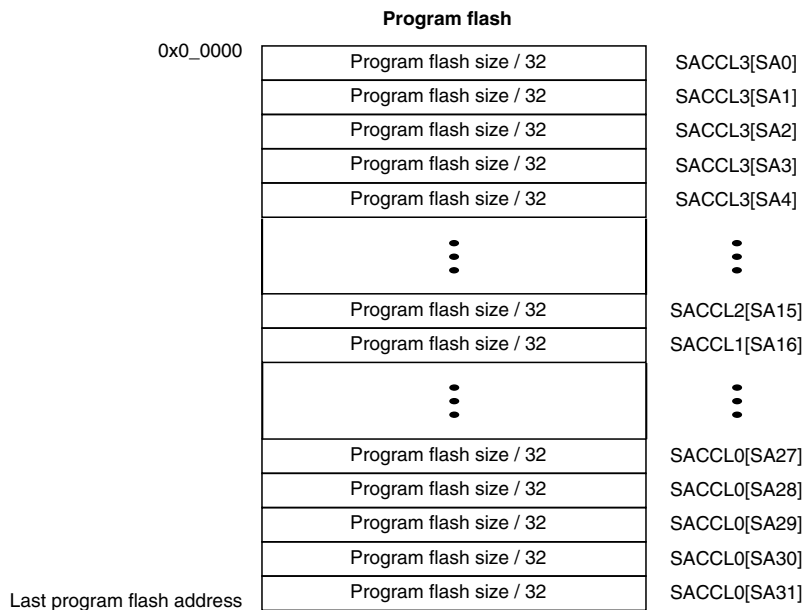 Program flash
0x0_0000
Program flash size / 32 SACCL3[SA0]
Program flash size / 32 SACCL3[SA1]
Program flash size / 32 SACCL3[SA2]
Program flash size / 32 SACCL3[SA3]
Program flash size / 32 SACCL3[SA4]
Program flash size / 32 SACCL2[SA15]
Program flash size / 32 SACCL1[SA16]
Program flash size / 32 SACCL0[SA27]
Program flash size / 32 SACCL0[SA28]
Program flash size / 32 SACCL0[SA29]
Program flash size / 32 SACCL0[SA30]
Program flash size / 32 SACCL0[SA31]
Last program flash address